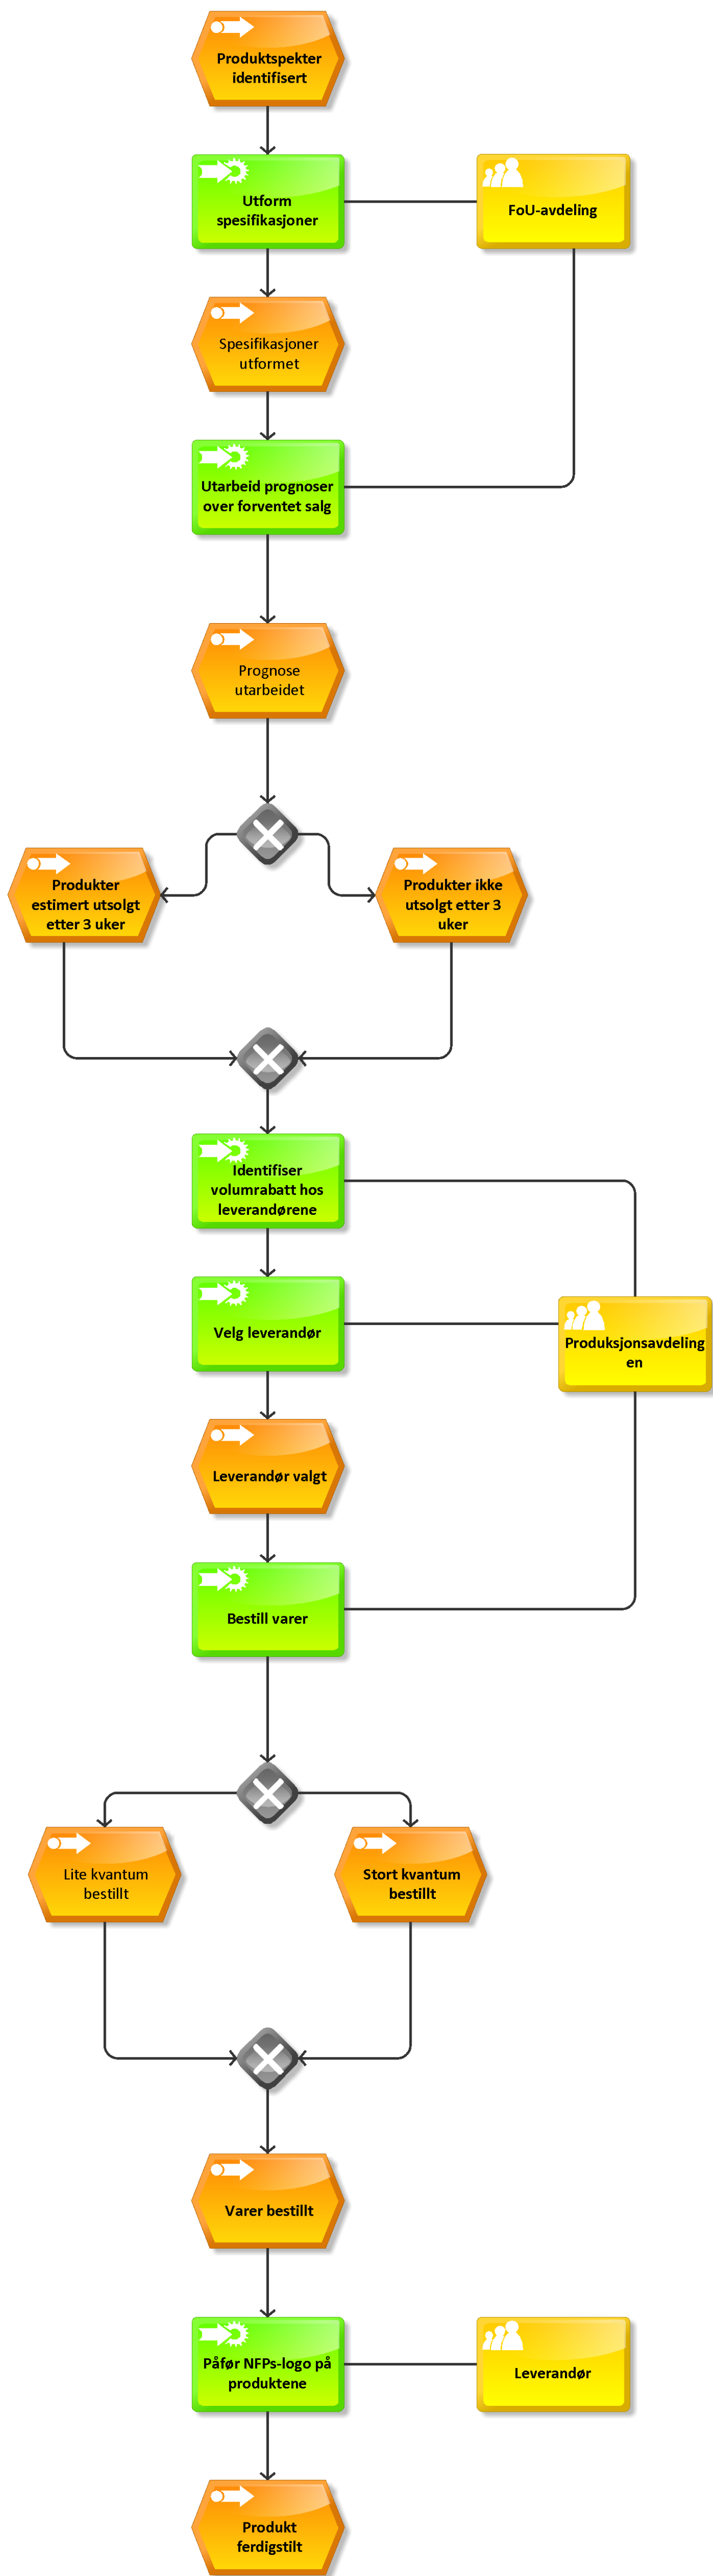 Produktspekter
identifisert
Utform
spesifikasjoner
FoU-avdeling
Spesifikasjoner
utformet
Utarbeid prognoser
over forventet salg
Prognose
utarbeidet
Produkter
estimert utsolgt
etter 3 uker
Produkter ikke
utsolgt etter 3
uker
Identifiser
volumrabatt hos
leverandørene
Velg leverandør
Produksjonsavdeling
en
Leverandør valgt
Bestill varer
Lite kvantum
bestillt
Stort kvantum
bestillt
Varer bestillt
Påfør NFPs-logo på
produktene
Leverandør
Produkt
ferdigstilt